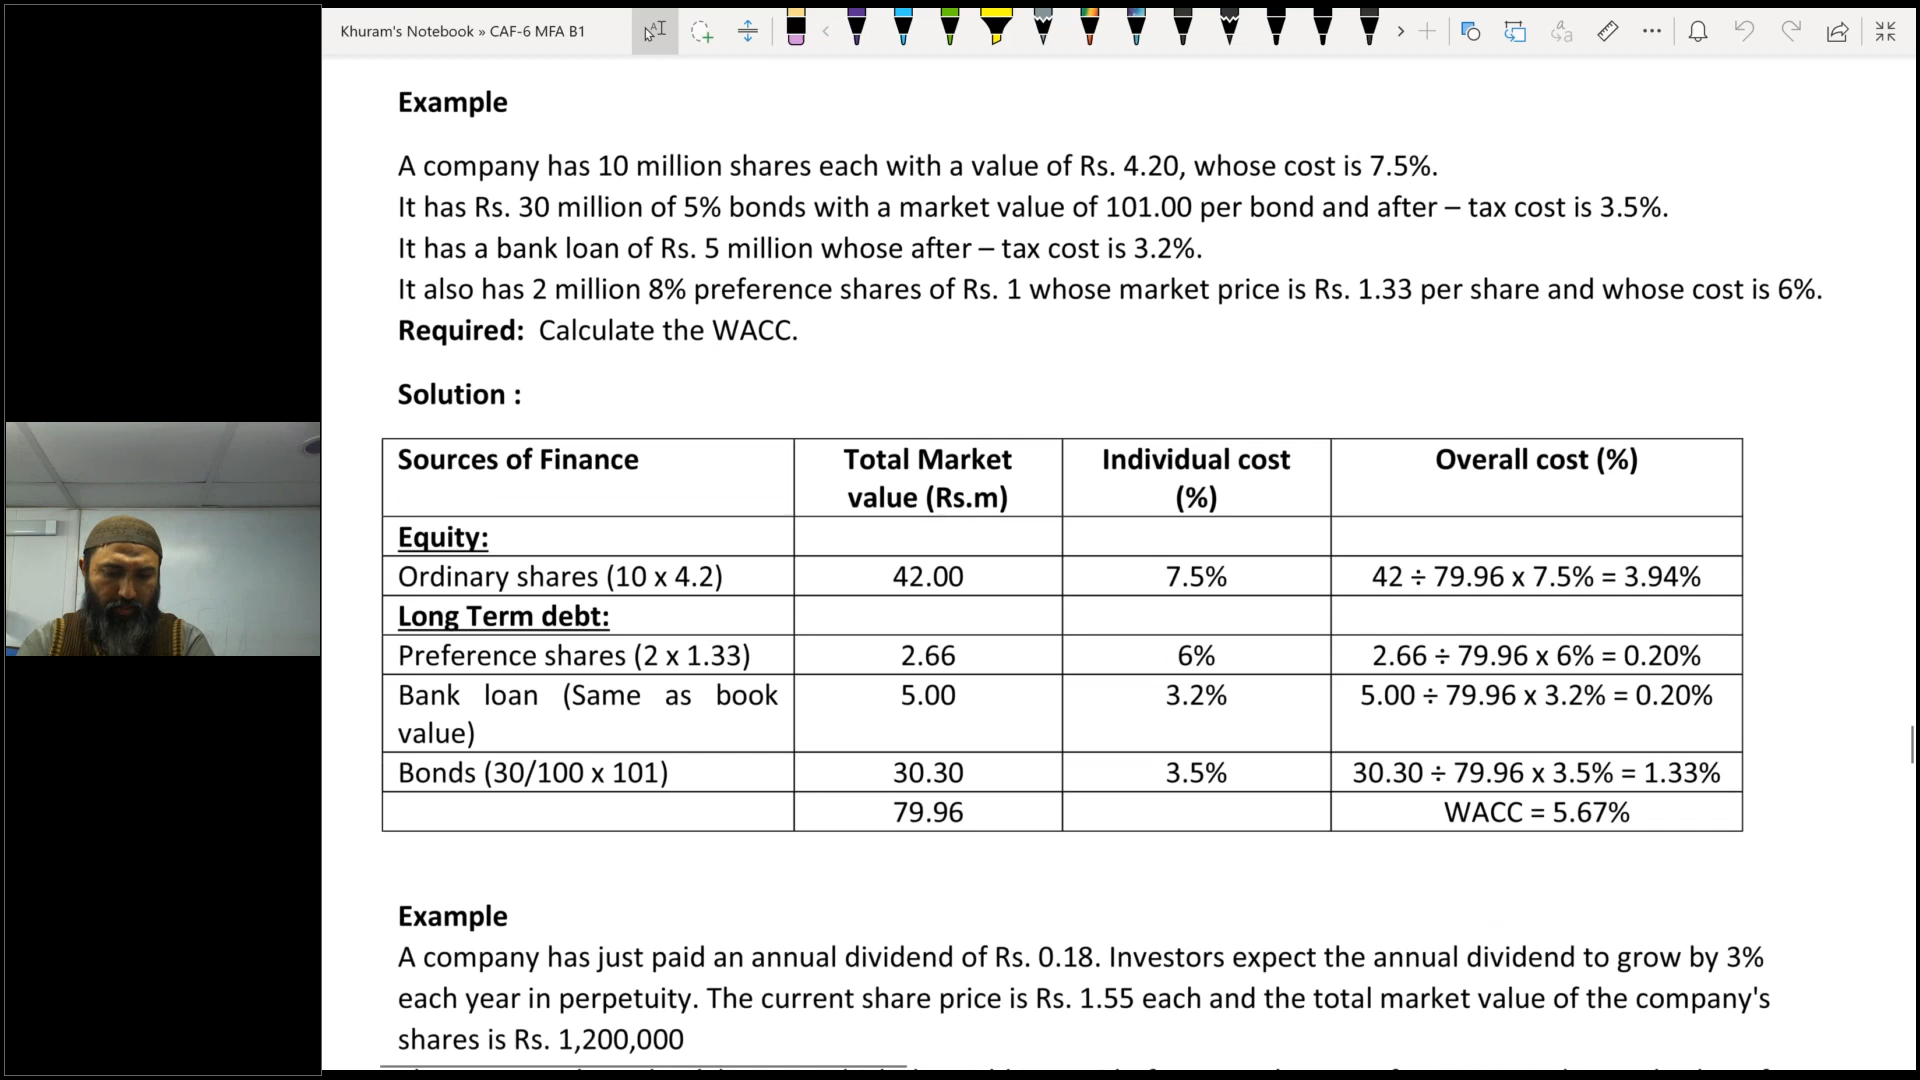 Khuram's Notebook » CAF-6 MFA B1
Example
A company has 10 million shares each with a value of Rs. 4.20, whose cost is 7.5%.
It has Rs. 30 million of 5% bonds with a market value of 101.00 per bond and after – tax cost is 3.5%.
It has a bank loan of Rs. 5 million whose after – tax cost is 3.2%.
It also has 2 million 8% preference shares of Rs. 1 whose market price is Rs. 1.33 per share and whose cost is 6%.
Required: Calculate the WACC.
Solution :
Sources of Finance Total Market value (Rs.m) Individual cost (%) Overall cost (%)
Equity:
Ordinary shares (10 x 4.2) 42.00 7.5% 42 ÷ 79.96 x 7.5% = 3.94%
Long Term debt:
Preference shares (2 x 1.33) 2.66 6% 2.66 ÷ 79.96 x 6% = 0.20%
Bank loan (Same as book value) 5.00 3.2% 5.00 ÷ 79.96 x 3.2% = 0.20%
Bonds (30/100 x 101) 30.30 3.5% 30.30 ÷ 79.96 x 3.5% = 1.33%
79.96 WACC = 5.67%
Example
A company has just paid an annual dividend of Rs. 0.18. Investors expect the annual dividend to grow by 3%
each year in perpetuity. The current share price is Rs. 1.55 each and the total market value of the company's
shares is Rs. 1,200,000